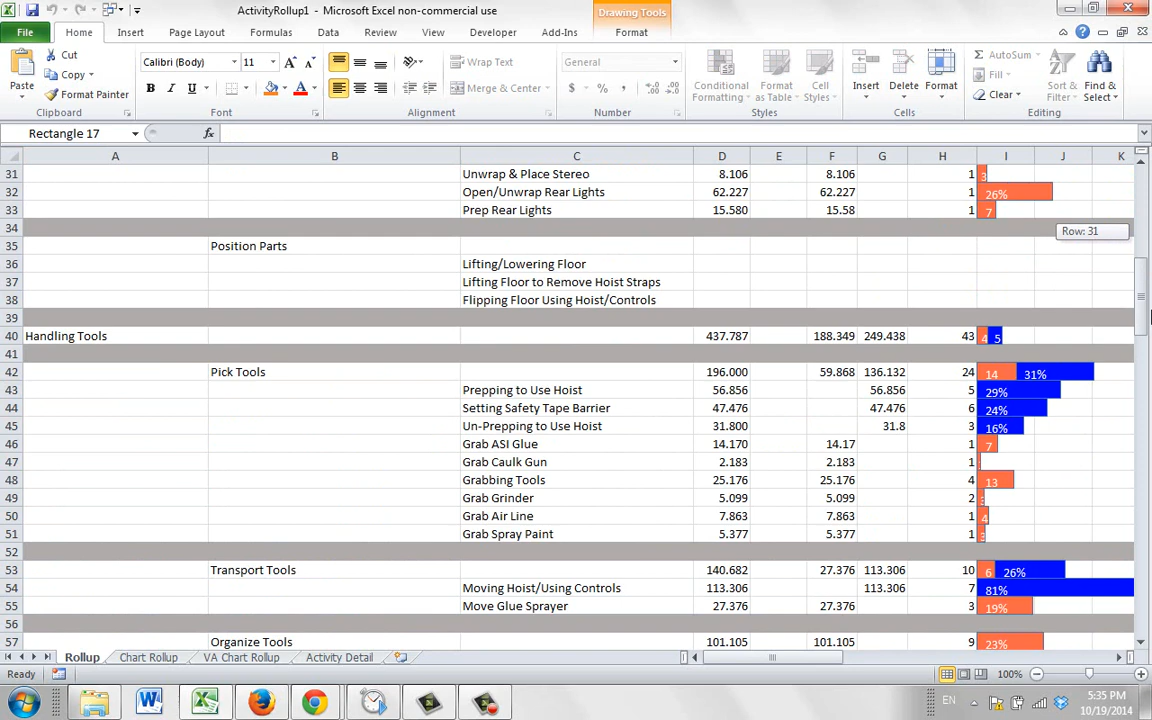 ActivityRollup1 - Microsoft Excel non-commercial use
Drawing Tools
File Home Insert Page Layout Formulas Data Review View Developer Add-Ins Format
Paste Cut Copy Format Painter
Calibri (Body) 11
B I U A
Wrap Text
Merge & Center
General
$ % ,
Conditional Formatting Format as Table Cell Styles
Insert Delete Format
AutoSum Fill Clear Sort & Filter Find & Select
Clipboard Font Alignment Number Styles Cells Editing
Rectangle 17 fx
A B C D E F G H I J K
31 Unwrap & Place Stereo 8.106 8.106 1 3
32 Open/Unwrap Rear Lights 62.227 62.227 1 26%
33 Prep Rear Lights 15.580 15.58 1 7
34 Row: 31
35 Position Parts
36 Lifting/Lowering Floor
37 Lifting Floor to Remove Hoist Straps
38 Flipping Floor Using Hoist/Controls
39
40 Handling Tools 437.787 188.349 249.438 43 4 5
41
42 Pick Tools 196.000 59.868 136.132 24 14 31%
43 Prepping to Use Hoist 56.856 56.856 5 29%
44 Setting Safety Tape Barrier 47.476 47.476 6 24%
45 Un-Prepping to Use Hoist 31.800 31.8 3 16%
46 Grab ASI Glue 14.170 14.17 1 7
47 Grab Caulk Gun 2.183 2.183 1
48 Grabbing Tools 25.176 25.176 4 13
49 Grab Grinder 5.099 5.099 2 3
50 Grab Air Line 7.863 7.863 1 4
51 Grab Spray Paint 5.377 5.377 1 3
52
53 Transport Tools 140.682 27.376 113.306 10 6 26%
54 Moving Hoist/Using Controls 113.306 113.306 7 81%
55 Move Glue Sprayer 27.376 27.376 3 19%
56
57 Organize Tools 101.105 101.105 9 23%
Rollup Chart Rollup VA Chart Rollup Activity Detail
Ready 100%
EN 5:35 PM
10/19/2014